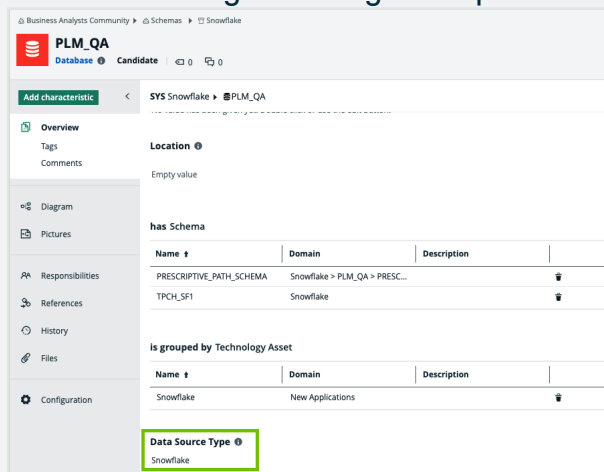 Business Analysts Community ▸ Schemas ▸ Snowflake
PLM_QA
Database Candidate 0 0
Add characteristic
Overview
Tags
Comments
Diagram
Pictures
Responsibilities
References
History
Files
Configuration
SYS Snowflake ▸ PLM_QA
Location
Empty value
has Schema
Name ↑ Domain Description
PRESCRIPTIVE_PATH_SCHEMA Snowflake > PLM_QA > PRESC...
TPCH_SF1 Snowflake
is grouped by Technology Asset
Name ↑ Domain Description
Snowflake New Applications
Data Source Type
Snowflake